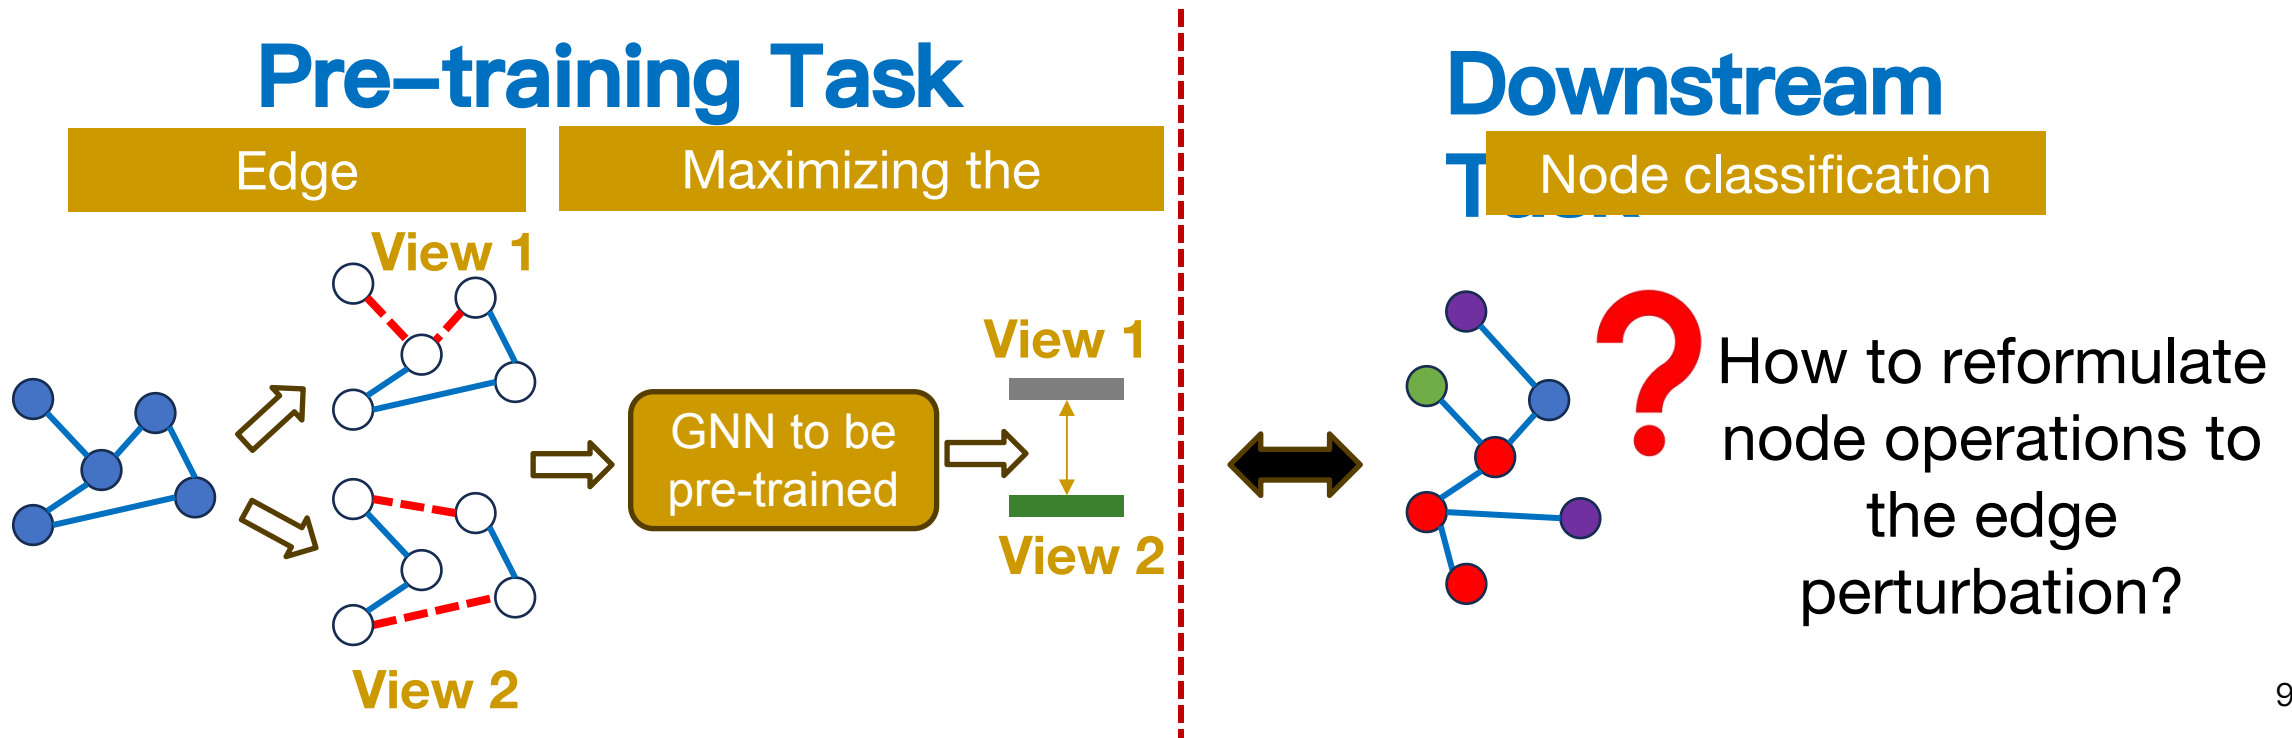 Pre-training Task
Edge
Maximizing the
View 1
View 2
GNN to be
pre-trained
View 1
View 2
Downstream
Task
Node classification
?
How to reformulate
node operations to
the edge
perturbation?
9